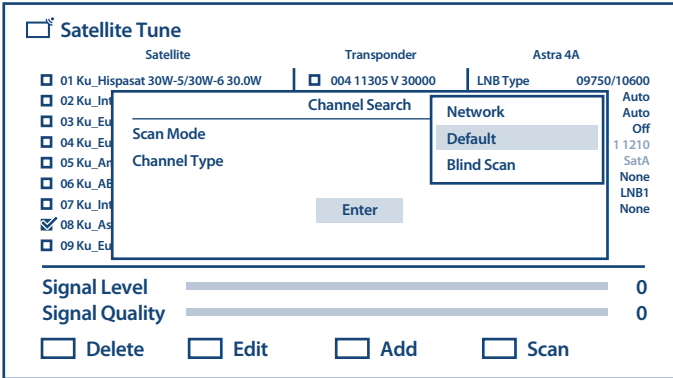 Satellite Tune
Satellite Transponder Astra 4A
01 Ku_Hispasat 30W-5/30W-6 30.0W 004 11305 V 30000 LNB Type 09750/10600
02 Ku_Int Auto
03 Ku_Eu Auto
04 Ku_Eu Off
05 Ku_Am 1 1210
06 Ku_AB SatA
07 Ku_Int None
08 Ku_As LNB1
09 Ku_Eu None
Channel Search
Scan Mode
Channel Type
Network
Default
Blind Scan
Enter
Signal Level 0
Signal Quality 0
Delete Edit Add Scan